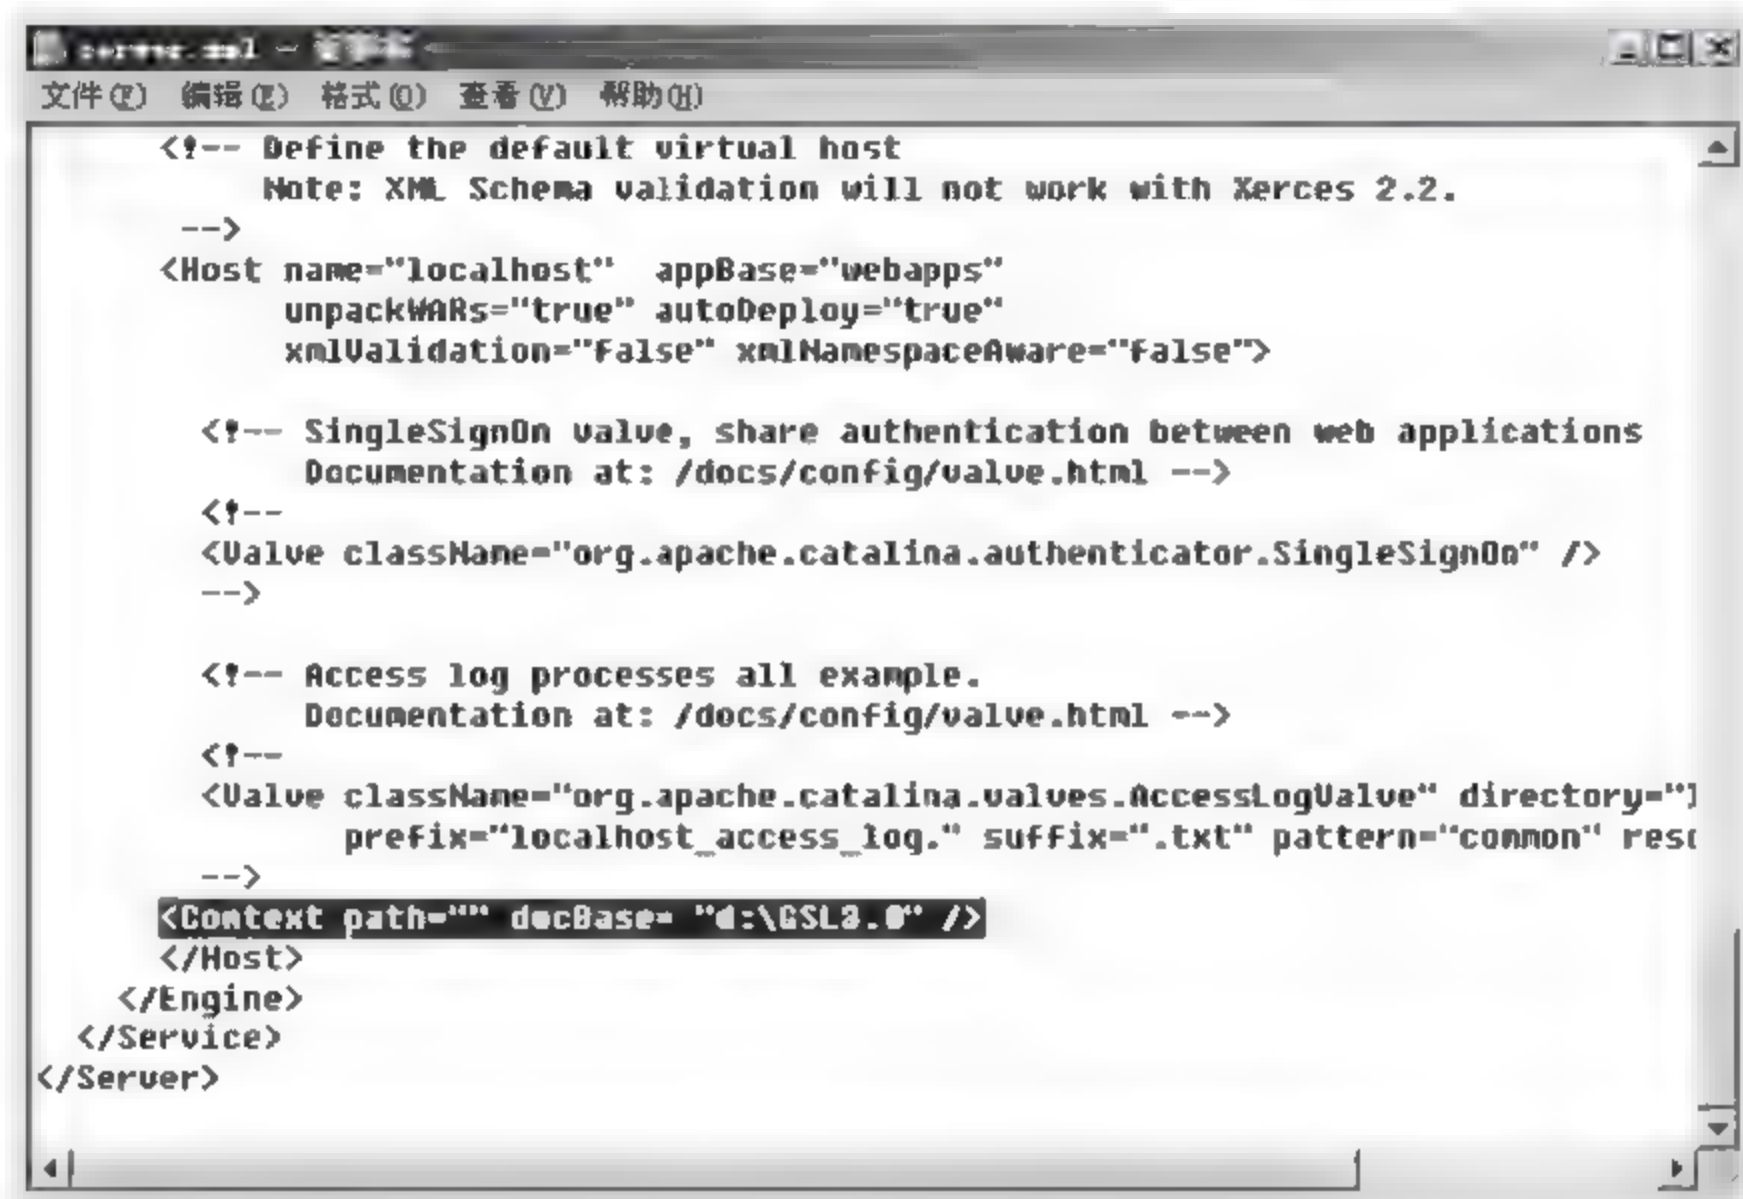 server.xml -
文件(F) 编辑(E) 格式(O) 查看(V) 帮助(H)
<!-- Define the default virtual host
Note: XML Schema validation will not work with Xerces 2.2.
-->
<Host name="localhost" appBase="webapps"
unpackWARs="true" autoDeploy="true"
xmlValidation="false" xmlNamespaceAware="false">
<!-- SingleSignOn valve, share authentication between web applications
Documentation at: /docs/config/valve.html -->
<!--
<Valve className="org.apache.catalina.authenticator.SingleSignOn" />
-->
<!-- Access log processes all example.
Documentation at: /docs/config/valve.html -->
<!--
<Valve className="org.apache.catalina.valves.AccessLogValve" directory="l
prefix="localhost_access_log." suffix=".txt" pattern="common" reso
-->
<Context path="" docBase= "d:\GSL3.0" />
</Host>
</Engine>
</Service>
</Server>